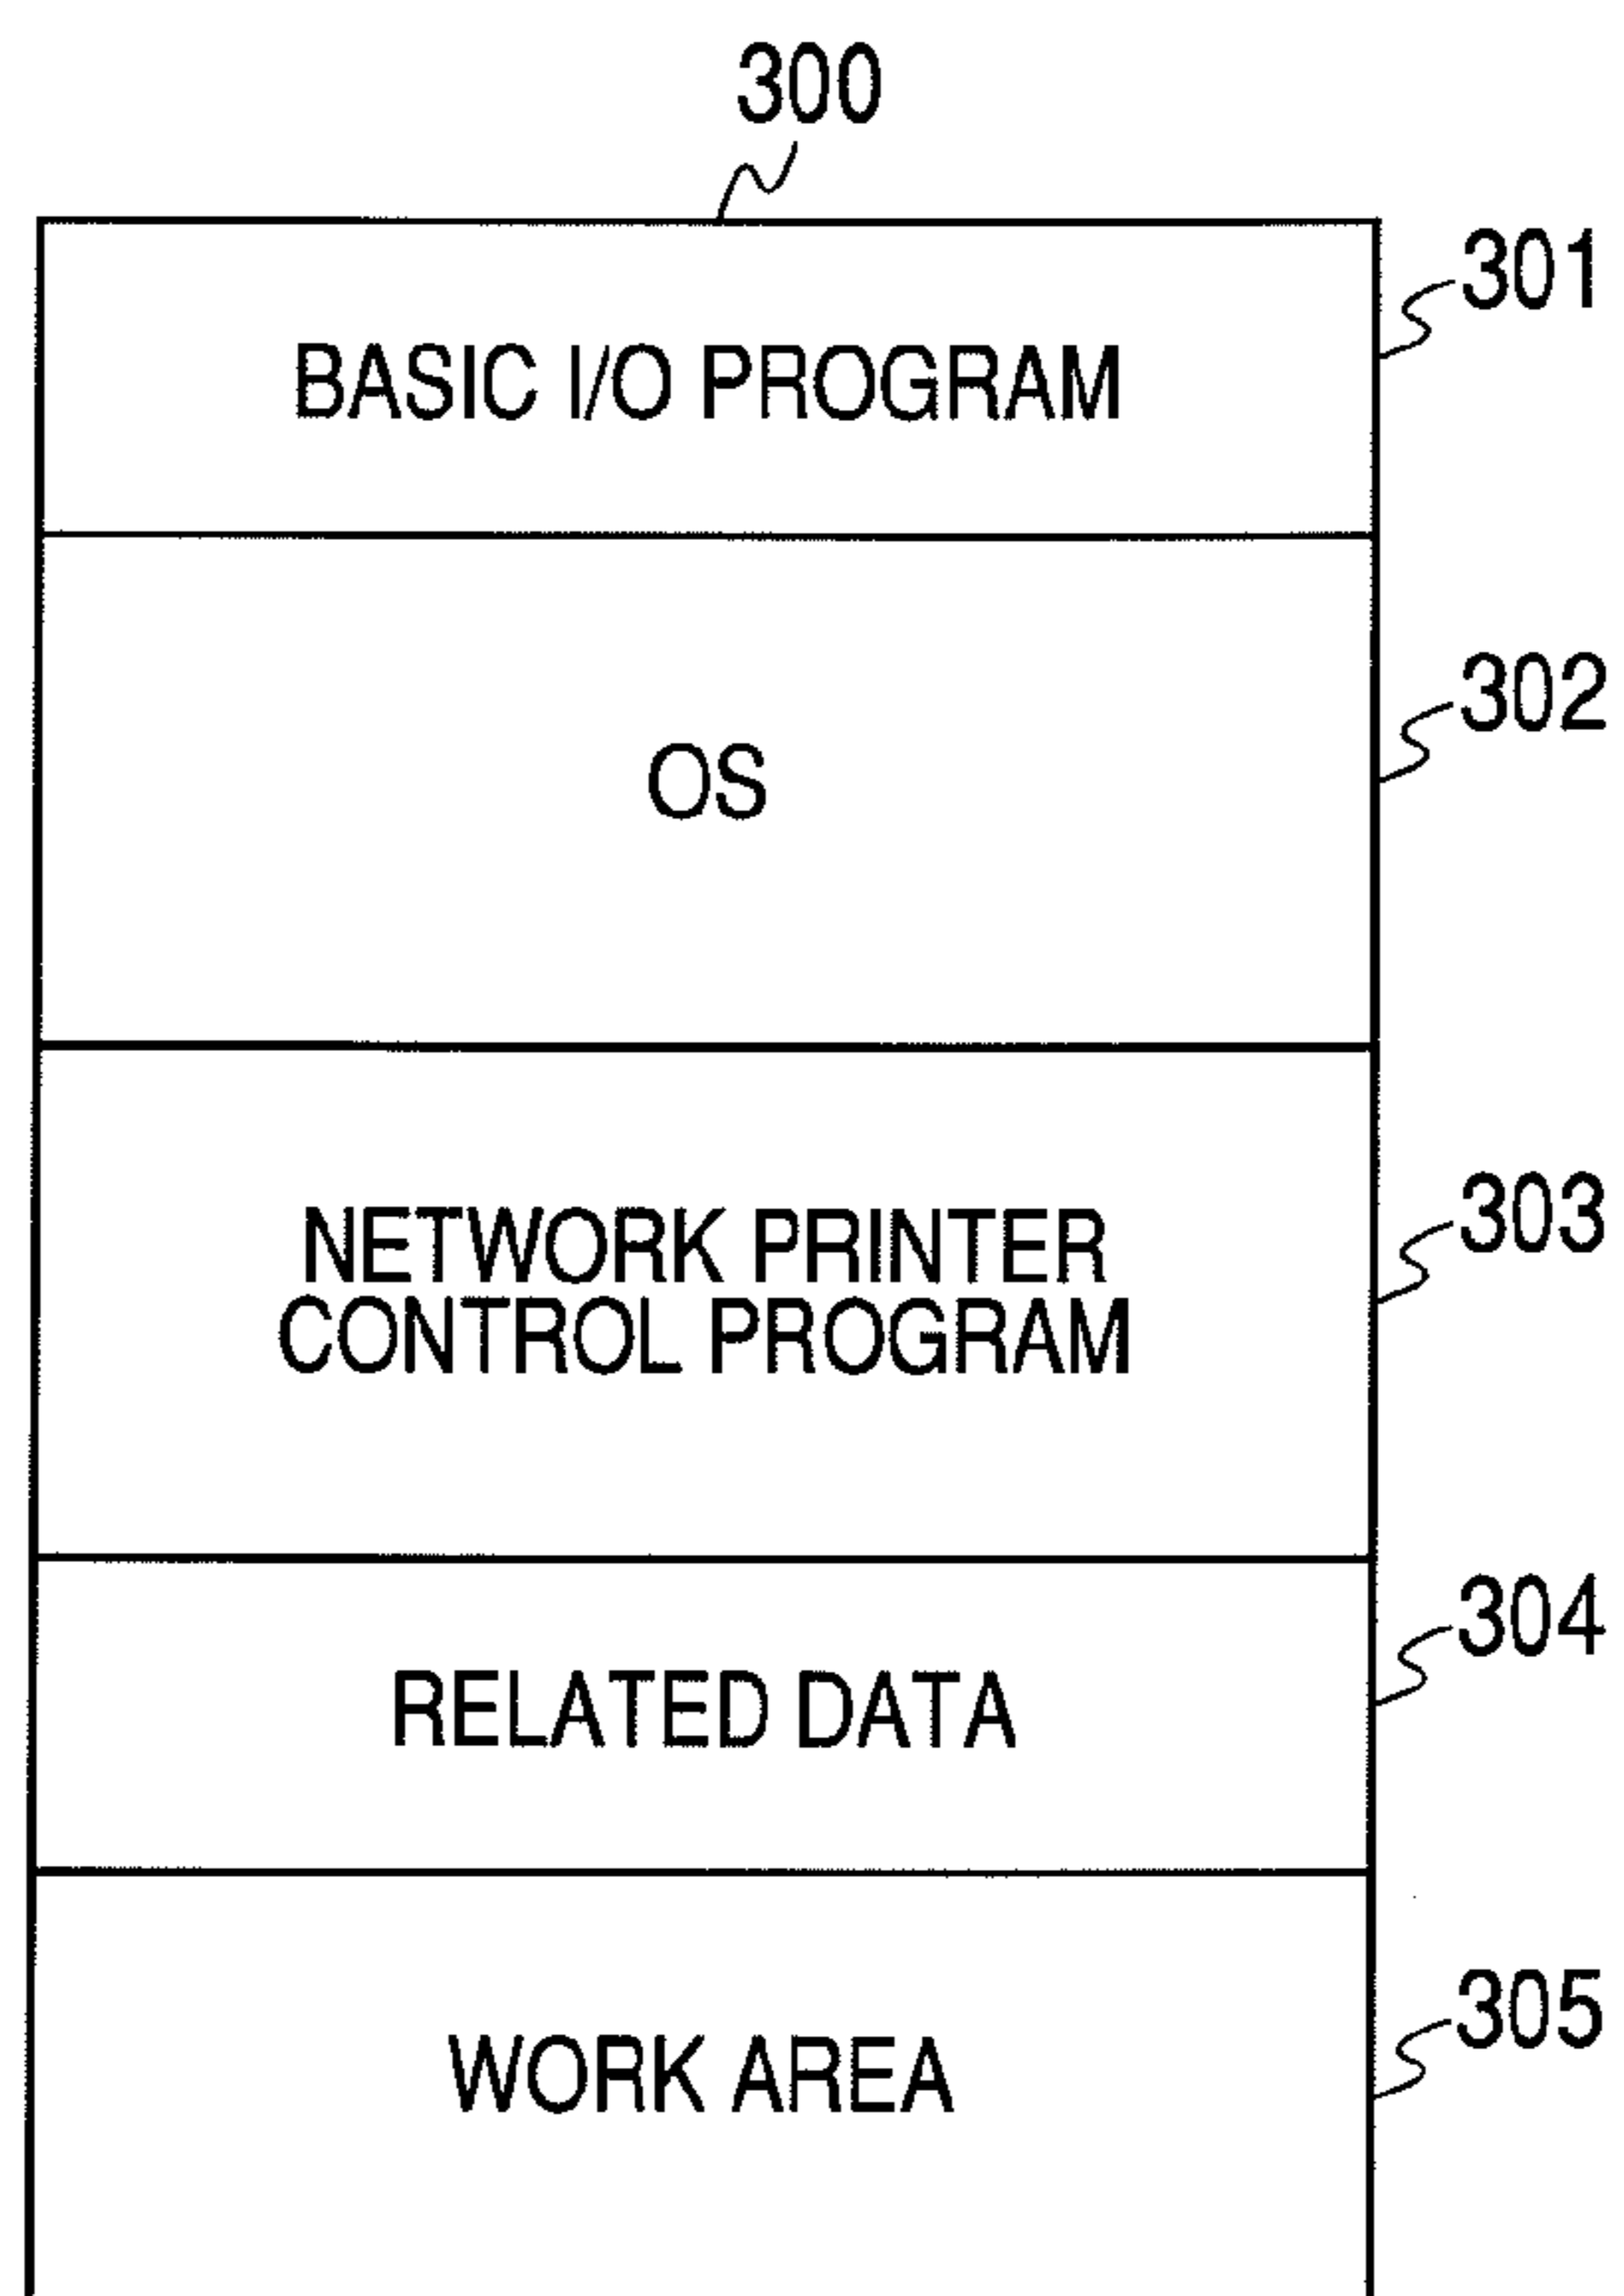 300
301
BASIC I/O PROGRAM
302
OS
303
NETWORK PRINTER
CONTROL PROGRAM
304
RELATED DATA
305
WORK AREA